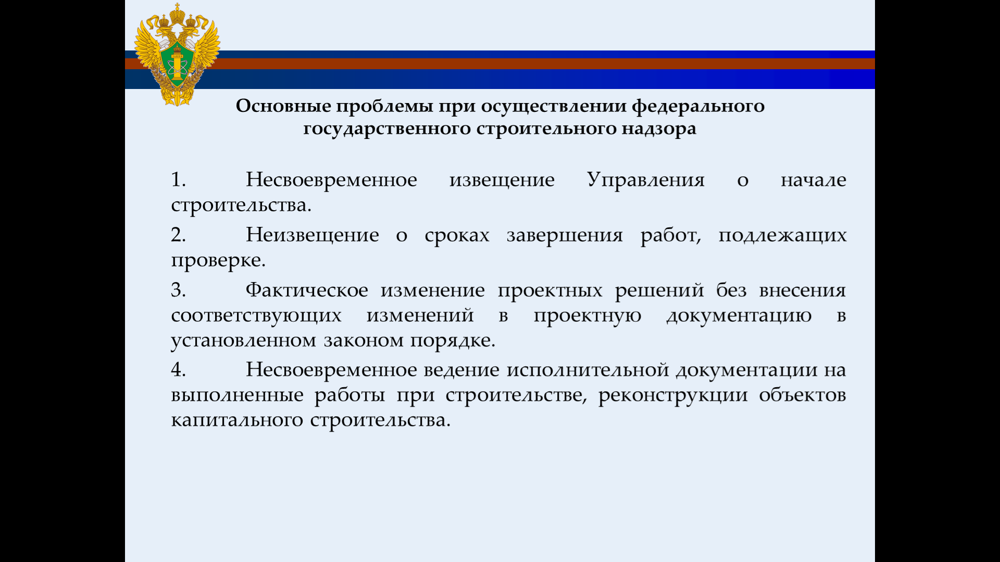 ЗАКОН
Основные проблемы при осуществлении федерального
государственного строительного надзора
1. Несвоевременное извещение Управления о начале
строительства.
2. Неизвещение о сроках завершения работ, подлежащих
проверке.
3. Фактическое изменение проектных решений без внесения
соответствующих изменений в проектную документацию в
установленном законом порядке.
4. Несвоевременное ведение исполнительной документации на
выполненные работы при строительстве, реконструкции объектов
капитального строительства.